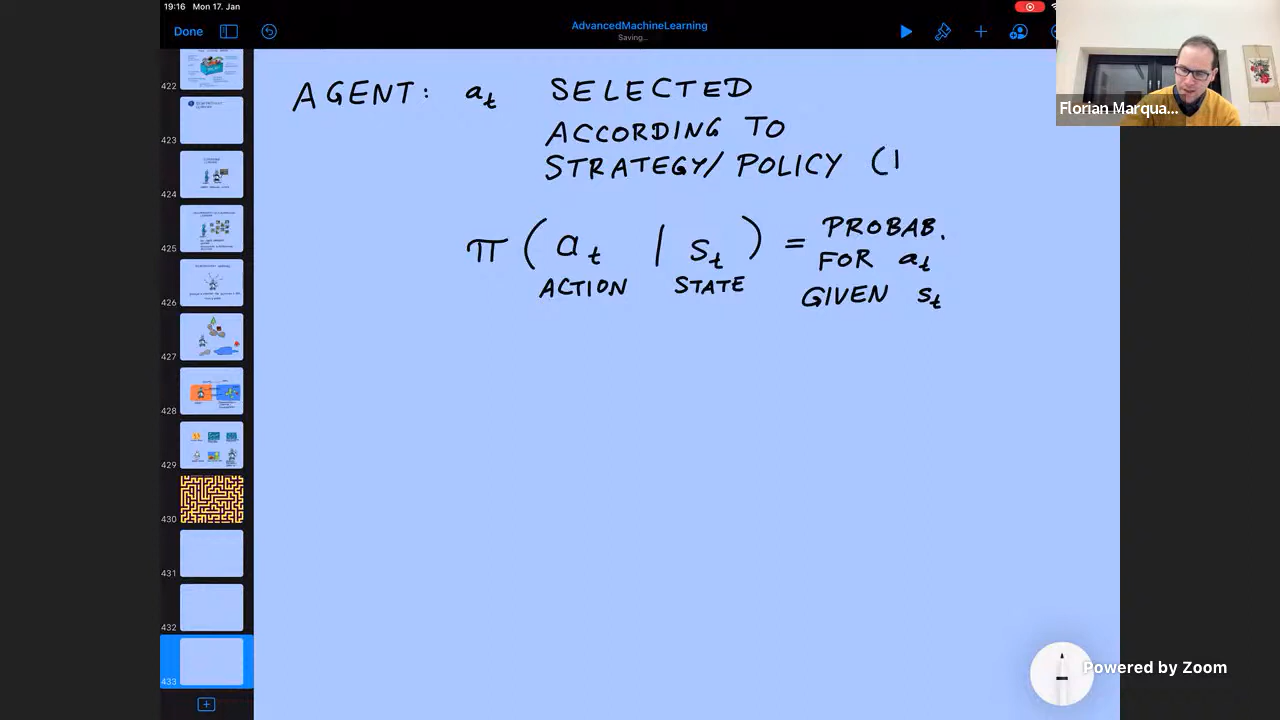 19:16 Mon 17. Jan
Done
AdvancedMachineLearning
Saving...
AGENT: at SELECTED
ACCORDING TO
STRATEGY/POLICY (
π ( at | st ) = PROBAB.
FOR at
ACTION STATE GIVEN st
422
423
424
425
426
427
428
429
430
431
432
433
Florian Marqua...
Powered by Zoom